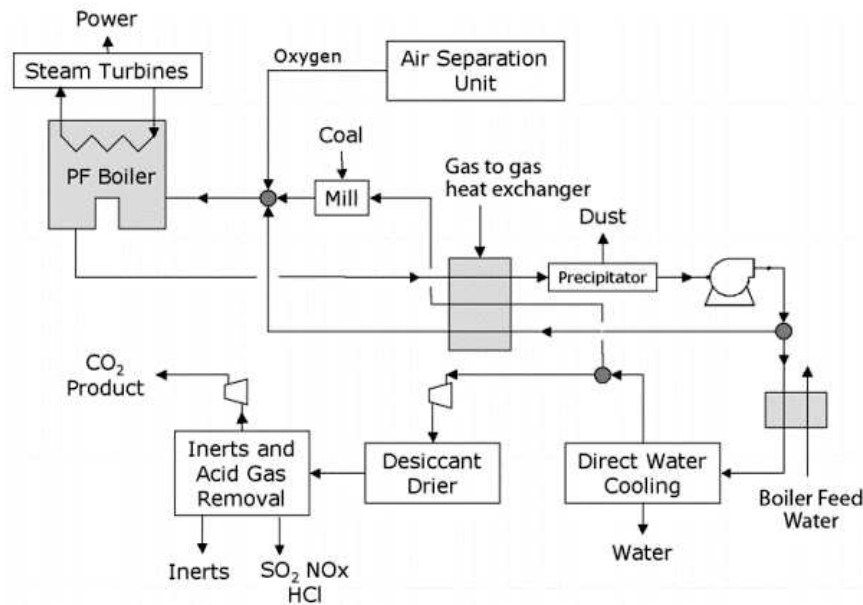 Power
Steam Turbines
Oxygen
Air Separation
Unit
PF Boiler
Coal
Mill
Gas to gas
heat exchanger
Dust
Precipitator
CO₂
Product
Inerts and
Acid Gas
Removal
Desiccant
Drier
Direct Water
Cooling
Boiler Feed
Water
Inerts
SO₂ NOx
HCl
Water